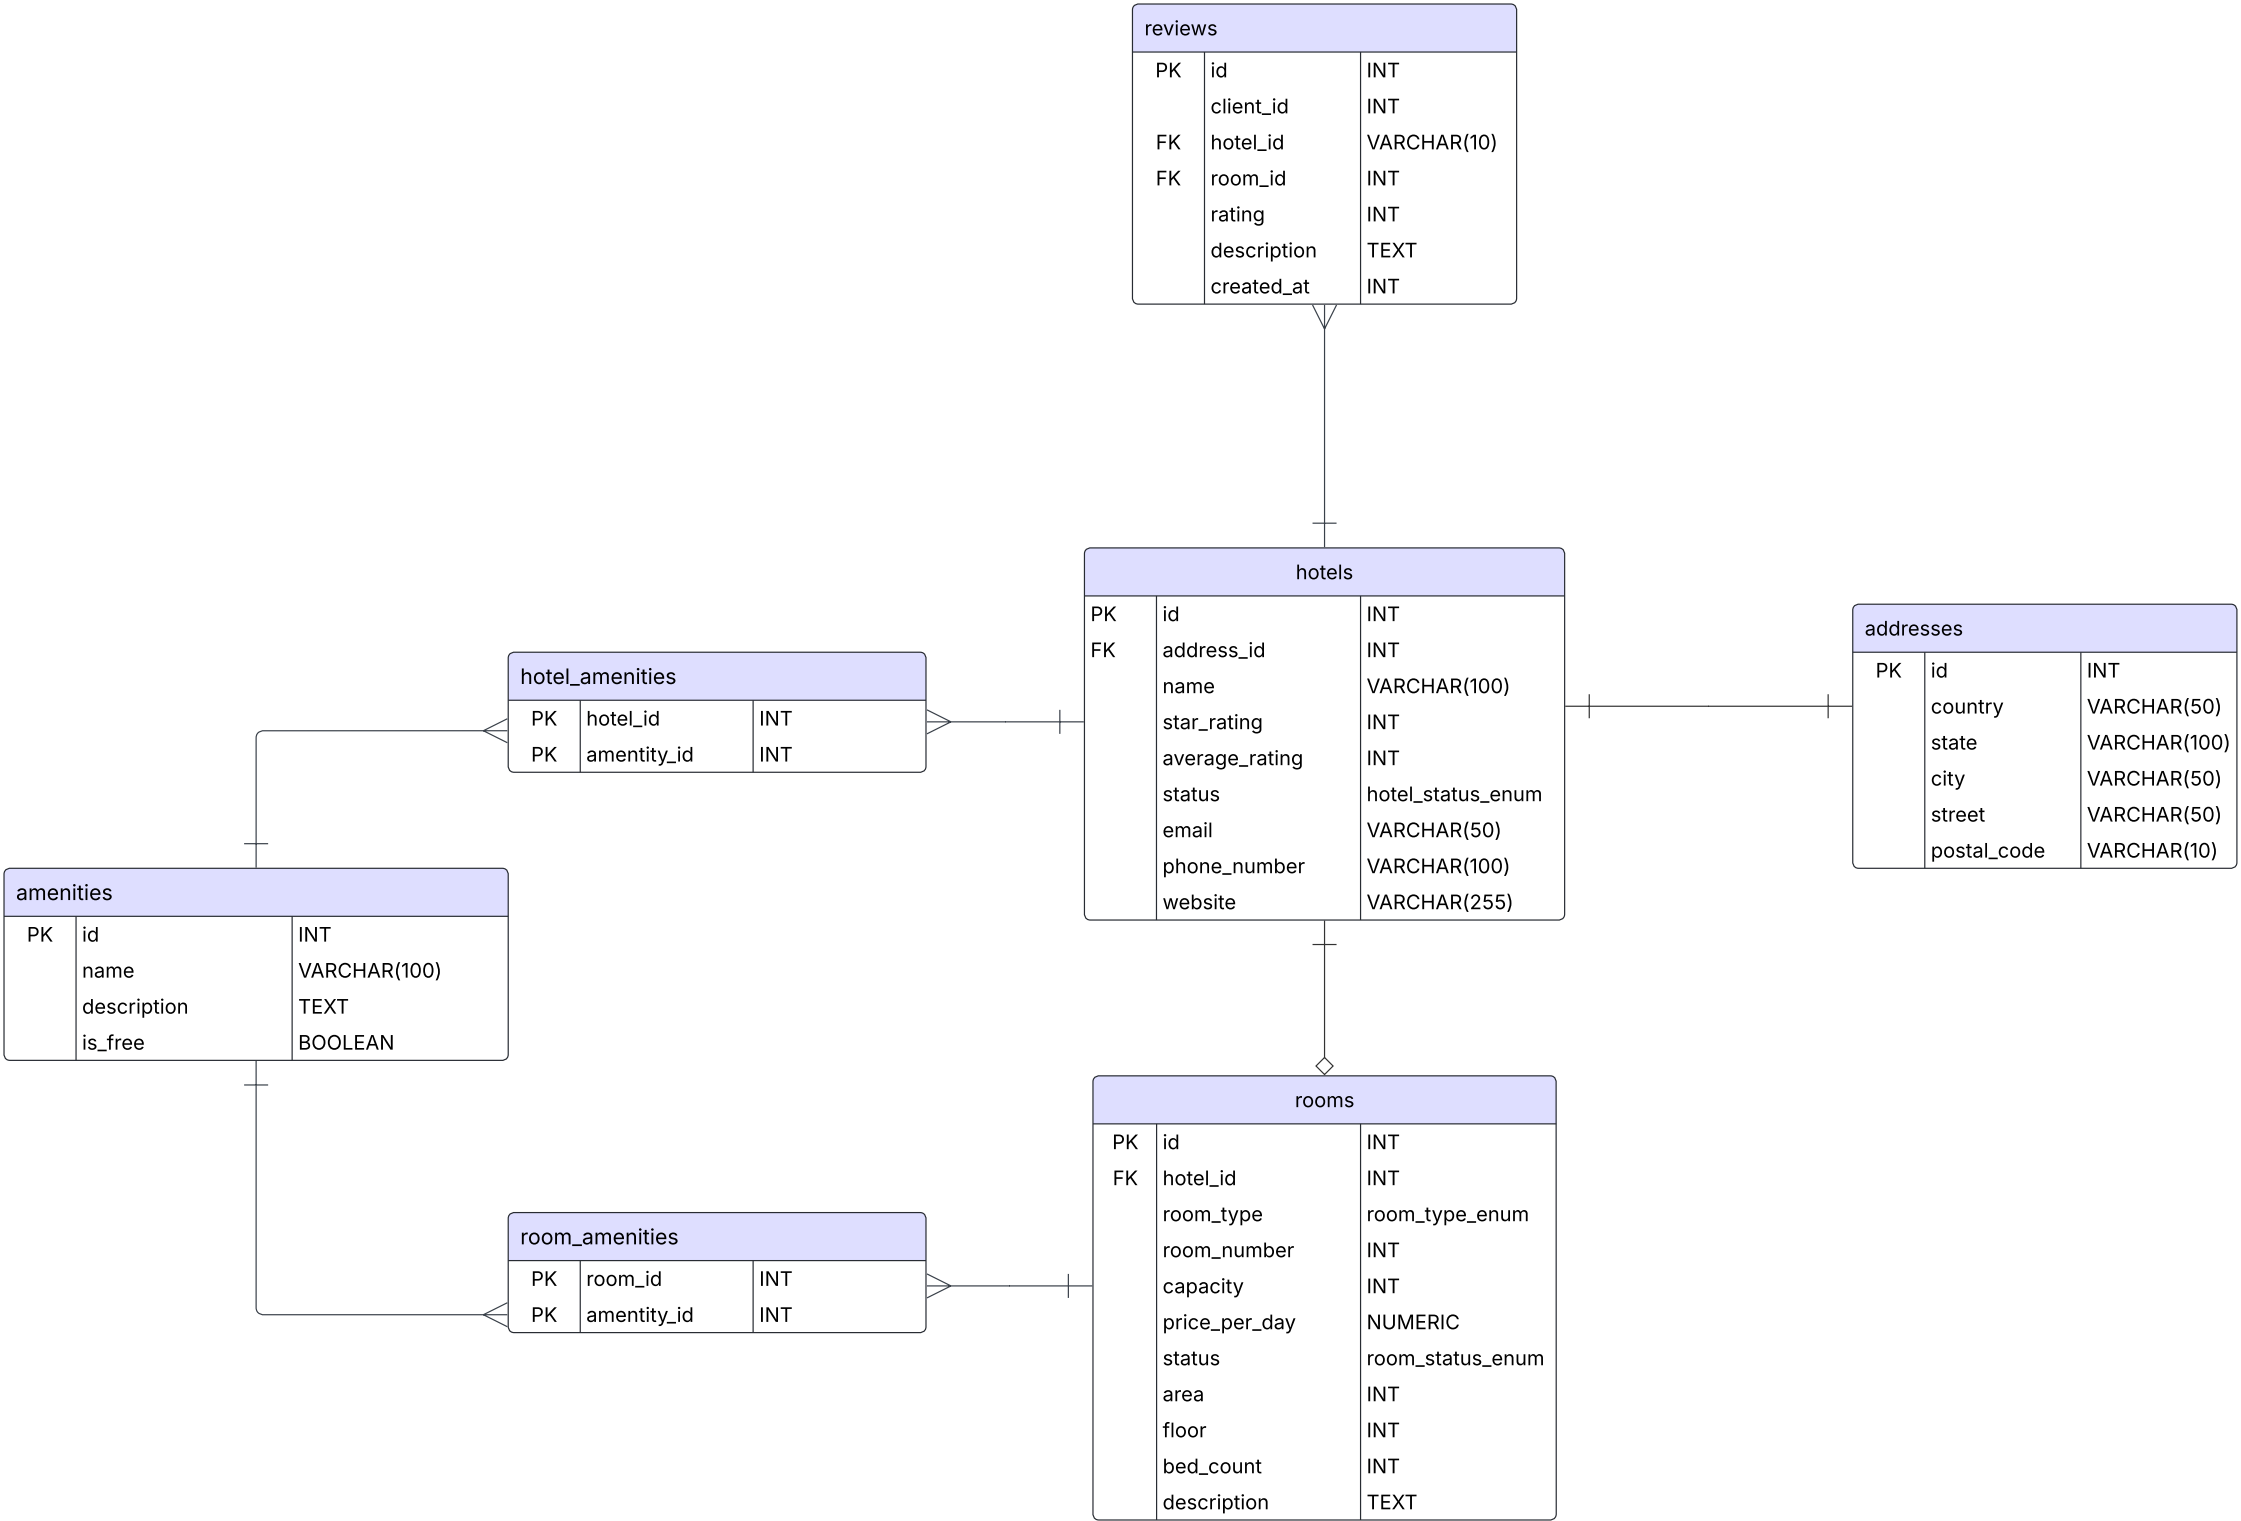 reviews
PK id INT
client_id INT
FK hotel_id VARCHAR(10)
FK room_id INT
rating INT
description TEXT
created_at INT
hotels
PK id INT
FK address_id INT
name VARCHAR(100)
star_rating INT
average_rating INT
status hotel_status_enum
email VARCHAR(50)
phone_number VARCHAR(100)
website VARCHAR(255)
addresses
PK id INT
country VARCHAR(50)
state VARCHAR(100)
city VARCHAR(50)
street VARCHAR(50)
postal_code VARCHAR(10)
hotel_amenities
PK hotel_id INT
PK amentity_id INT
amenities
PK id INT
name VARCHAR(100)
description TEXT
is_free BOOLEAN
room_amenities
PK room_id INT
PK amentity_id INT
rooms
PK id INT
FK hotel_id INT
room_type room_type_enum
room_number INT
capacity INT
price_per_day NUMERIC
status room_status_enum
area INT
floor INT
bed_count INT
description TEXT